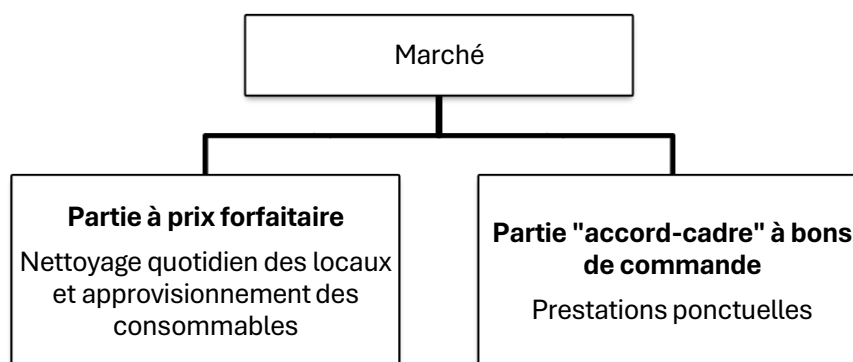 Marché
Partie à prix forfaitaire
Nettoyage quotidien des locaux
et approvisionnement des
consommables
Partie "accord-cadre" à bons
de commande
Prestations ponctuelles